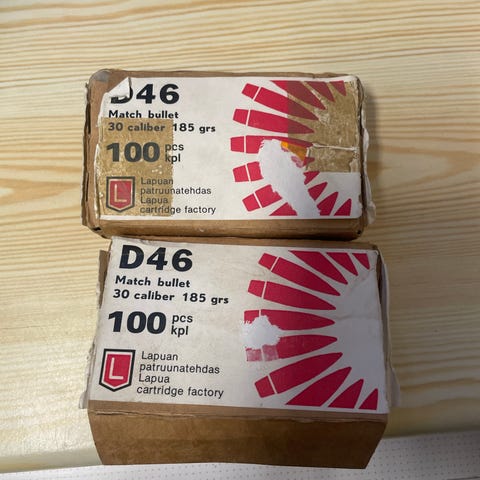 D46
Match bullet
30 caliber 185 grs
100 pcs
kpl
L
Lapuan
patruunatehdas
Lapua
cartridge factory
D46
Match bullet
30 caliber 185 grs
100 pcs
kpl
L
Lapuan
patruunatehdas
Lapua
cartridge factory